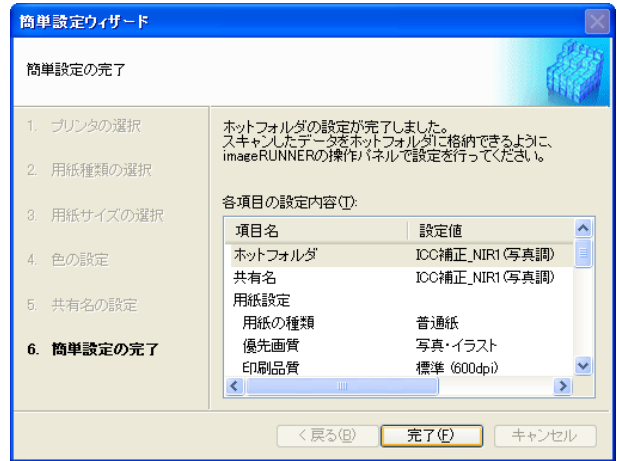 簡単設定ウィザード
簡単設定の完了
1. プリンタの選択
2. 用紙種類の選択
3. 用紙サイズの選択
4. 色の設定
5. 共有名の設定
6. 簡単設定の完了
ホットフォルダの設定が完了しました。
スキャンしたデータをホットフォルダに格納できるように、
imageRUNNERの操作パネルで設定を行ってください。
各項目の設定内容(T):
項目名 設定値
ホットフォルダ ICC補正_NIR1(写真調)
共有名 ICC補正_NIR1(写真調)
用紙設定
用紙の種類 普通紙
優先画質 写真・イラスト
印刷品質 標準 (600dpi)
< 戻る(B) 完了(F) キャンセル